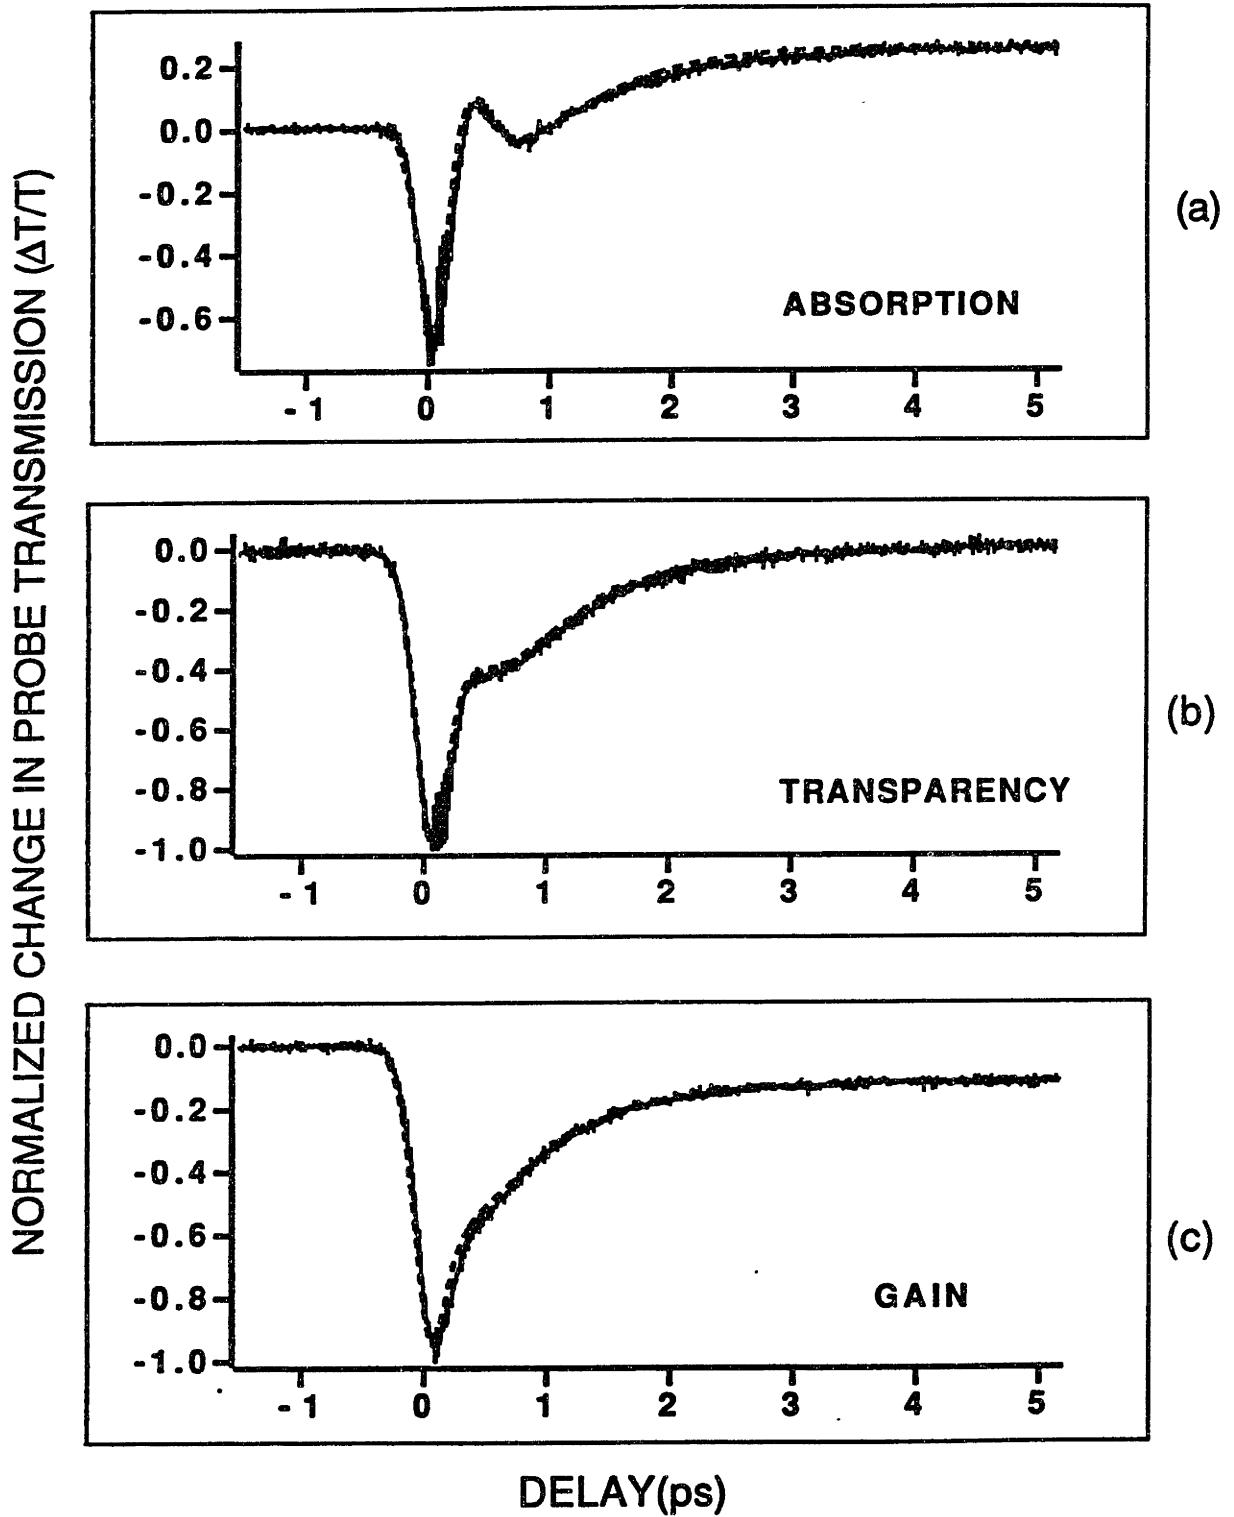 NORMALIZED CHANGE IN PROBE TRANSMISSION (ΔT/T)
0.2
0.0
-0.2
-0.4
-0.6
ABSORPTION
-1 0 1 2 3 4 5
(a)
0.0
-0.2
-0.4
-0.6
-0.8
-1.0
TRANSPARENCY
-1 0 1 2 3 4 5
(b)
0.0
-0.2
-0.4
-0.6
-0.8
-1.0
GAIN
-1 0 1 2 3 4 5
(c)
DELAY(ps)